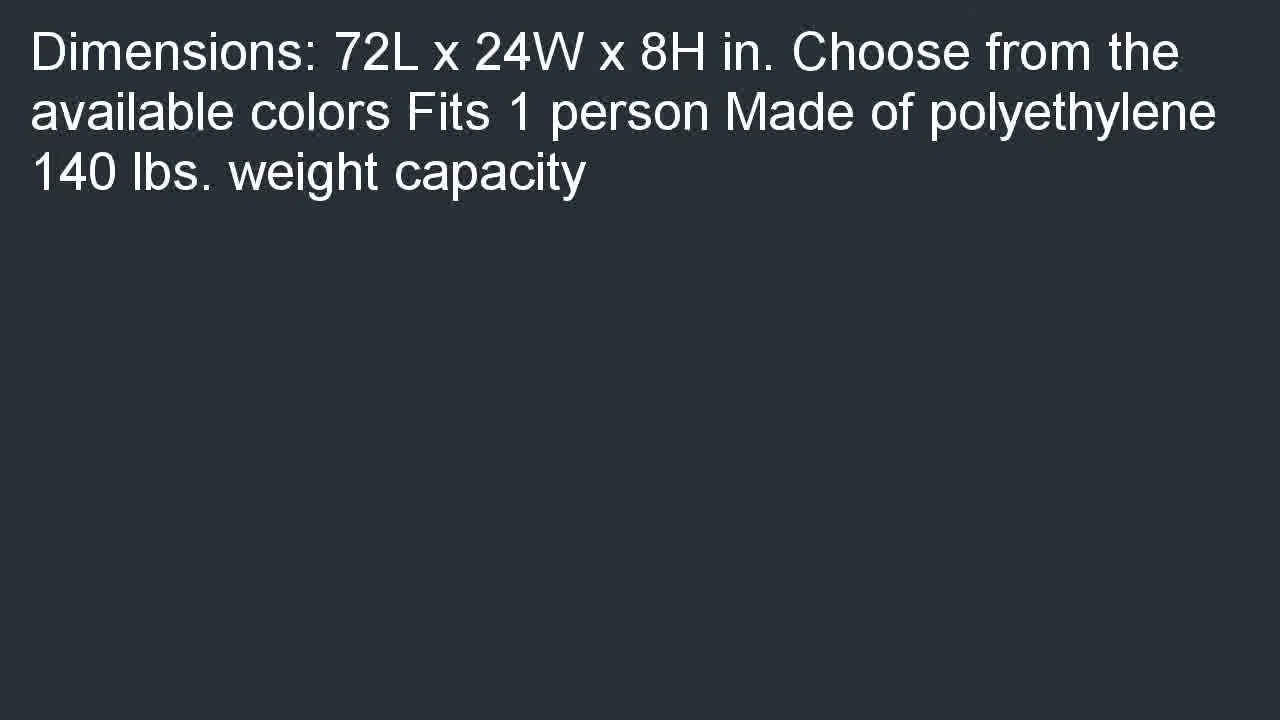 Dimensions: 72L x 24W x 8H in. Choose from the
available colors Fits 1 person Made of polyethylene
140 lbs. weight capacity